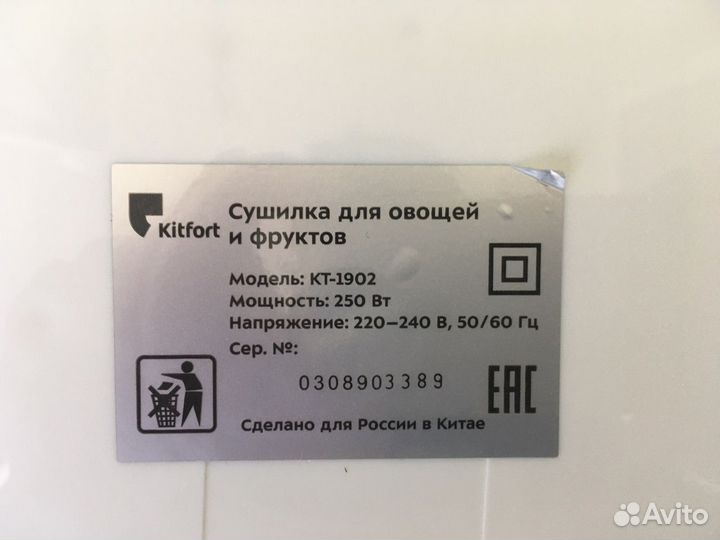 Kitfort
Сушилка для овощей
и фруктов
Модель: КТ-1902
Мощность: 250 Вт
Напряжение: 220–240 В, 50/60 Гц
Сер. №:
0308903389
EAC
Сделано для России в Китае
Avito